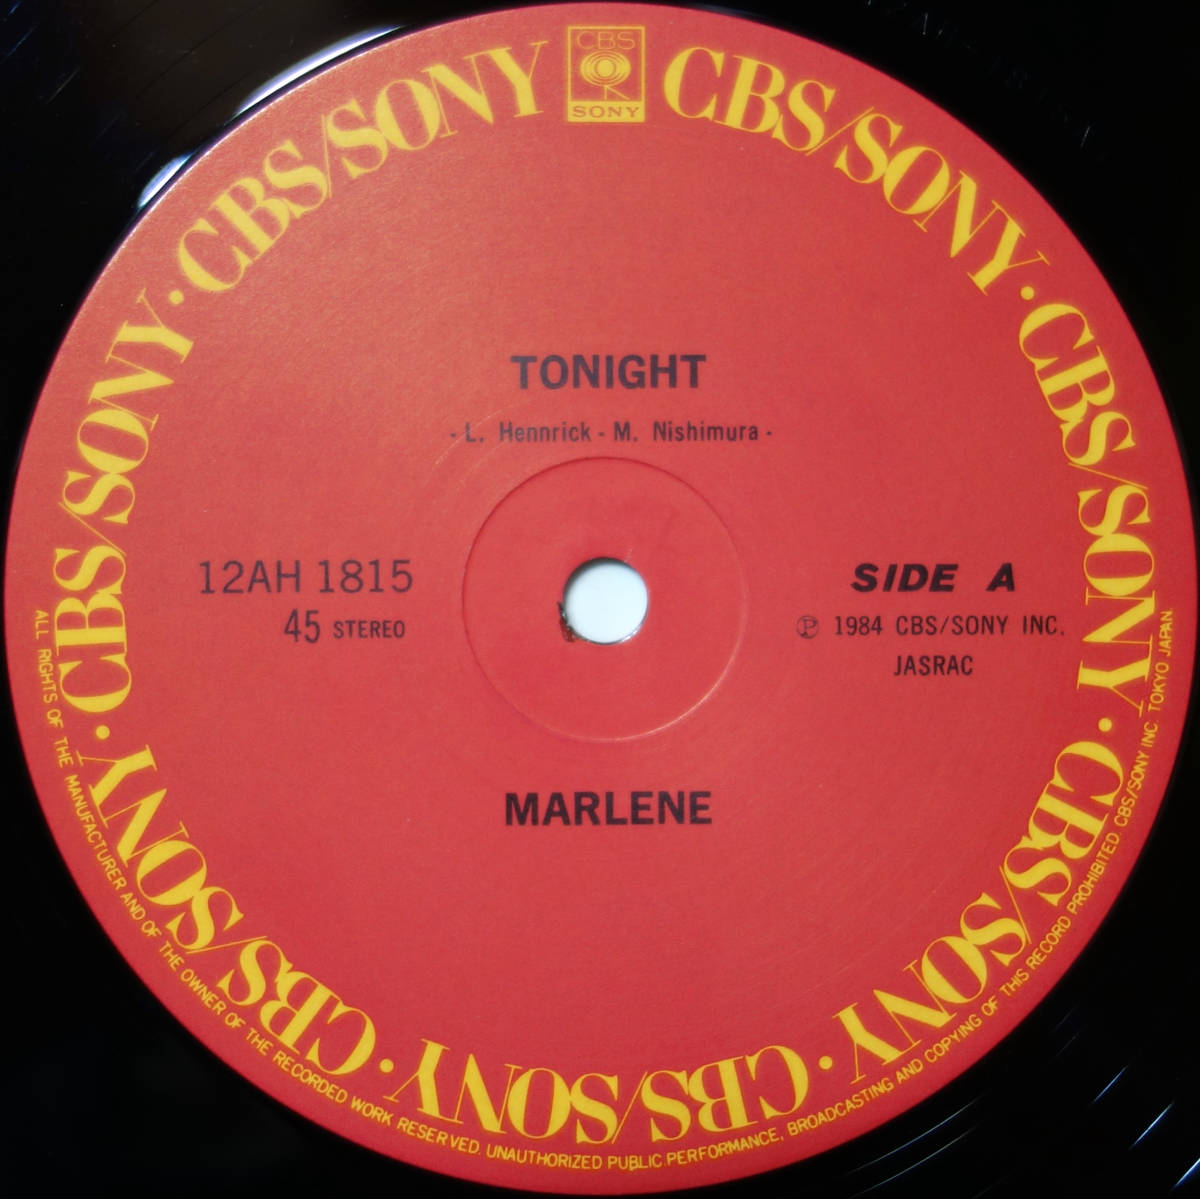 CBS
SONY
CBS/SONY · CBS/SONY · CBS/SONY · CBS/SONY · CBS/SONY · CBS/SONY · CBS/SONY · CBS/SONY
TONIGHT
- L. Hennrick - M. Nishimura -
12AH 1815
45 STEREO
SIDE A
Ⓟ 1984 CBS/SONY INC.
JASRAC
MARLENE
ALL RIGHTS OF THE MANUFACTURER AND OF THE OWNER OF THE RECORDED WORK RESERVED. UNAUTHORIZED PUBLIC PERFORMANCE, BROADCASTING AND COPYING OF THIS RECORD PROHIBITED. CBS/SONY INC. TOKYO JAPAN